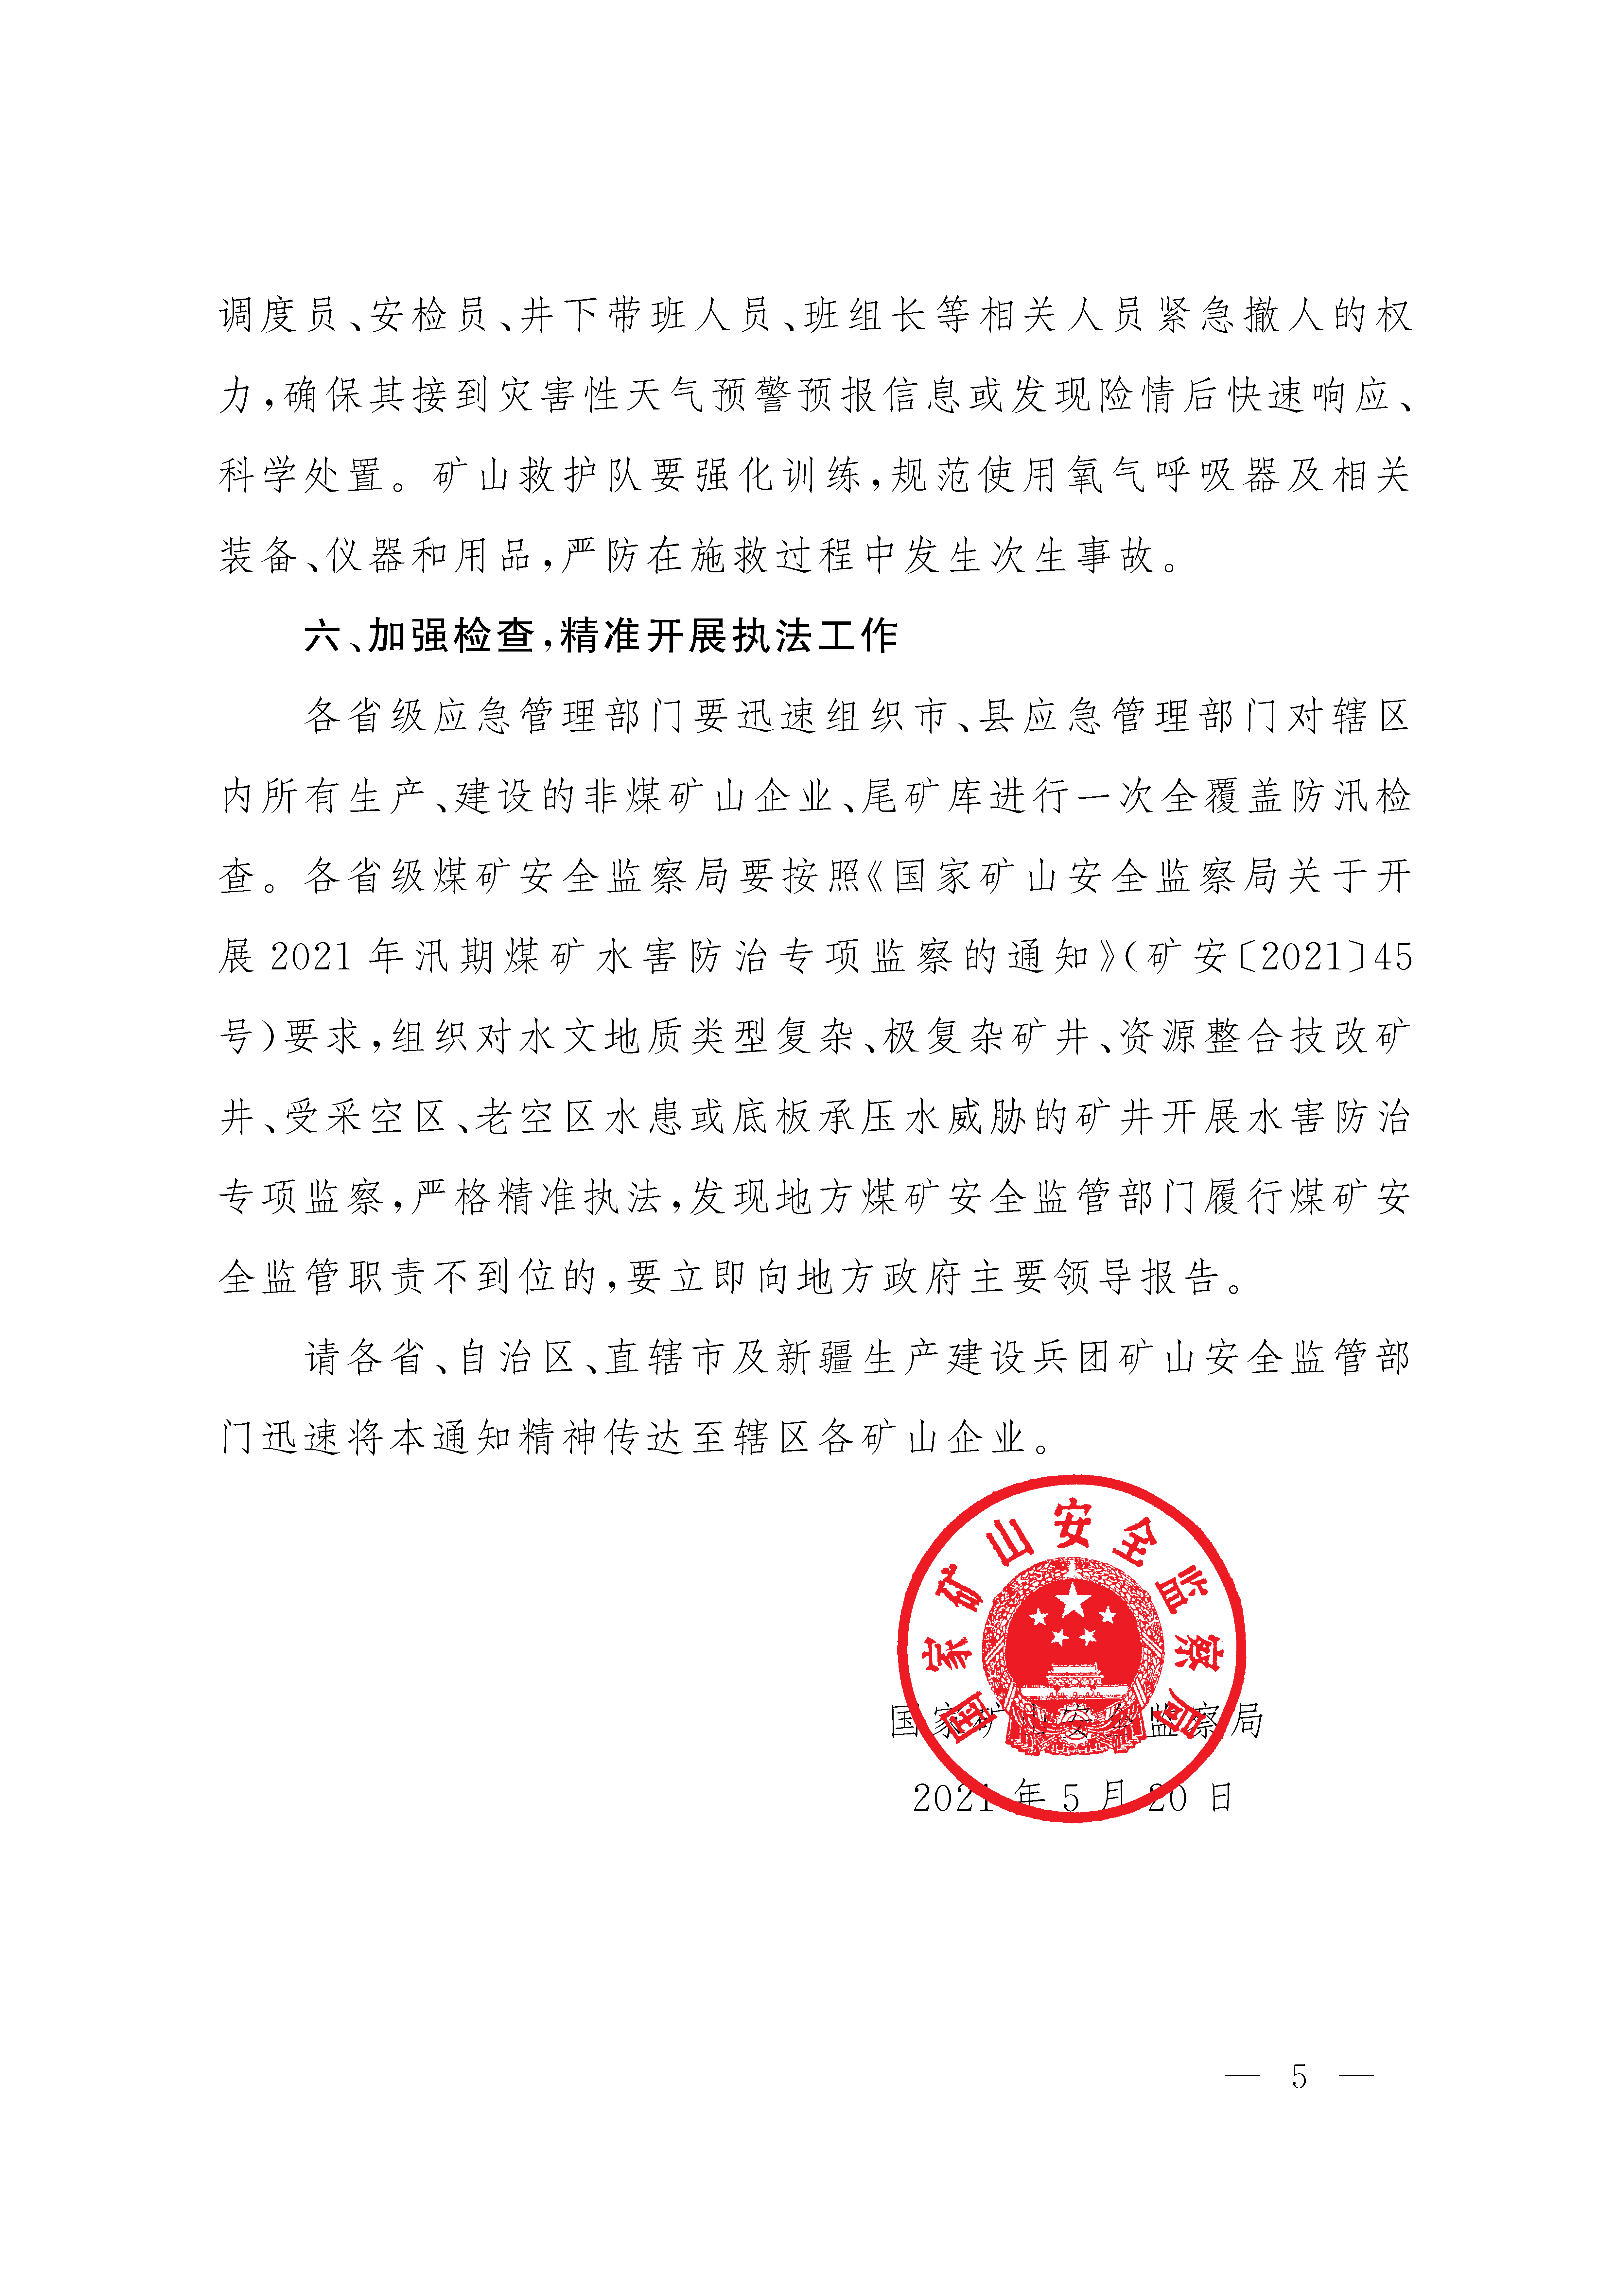 调度员、安检员、井下带班人员、班组长等相关人员紧急撤人的权
力,确保其接到灾害性天气预警预报信息或发现险情后快速响应、
科学处置。矿山救护队要强化训练,规范使用氧气呼吸器及相关
装备、仪器和用品,严防在施救过程中发生次生事故。
六、加强检查,精准开展执法工作
各省级应急管理部门要迅速组织市、县应急管理部门对辖区
内所有生产、建设的非煤矿山企业、尾矿库进行一次全覆盖防汛检
查。各省级煤矿安全监察局要按照《国家矿山安全监察局关于开
展2021年汛期煤矿水害防治专项监察的通知》(矿安〔2021〕45
号)要求,组织对水文地质类型复杂、极复杂矿井、资源整合技改矿
井、受采空区、老空区水患或底板承压水威胁的矿井开展水害防治
专项监察,严格精准执法,发现地方煤矿安全监管部门履行煤矿安
全监管职责不到位的,要立即向地方政府主要领导报告。
请各省、自治区、直辖市及新疆生产建设兵团矿山安全监管部
门迅速将本通知精神传达至辖区各矿山企业。
国家矿山安全监察局
国家矿山安全监察局
2021年5月20日
— 5 —